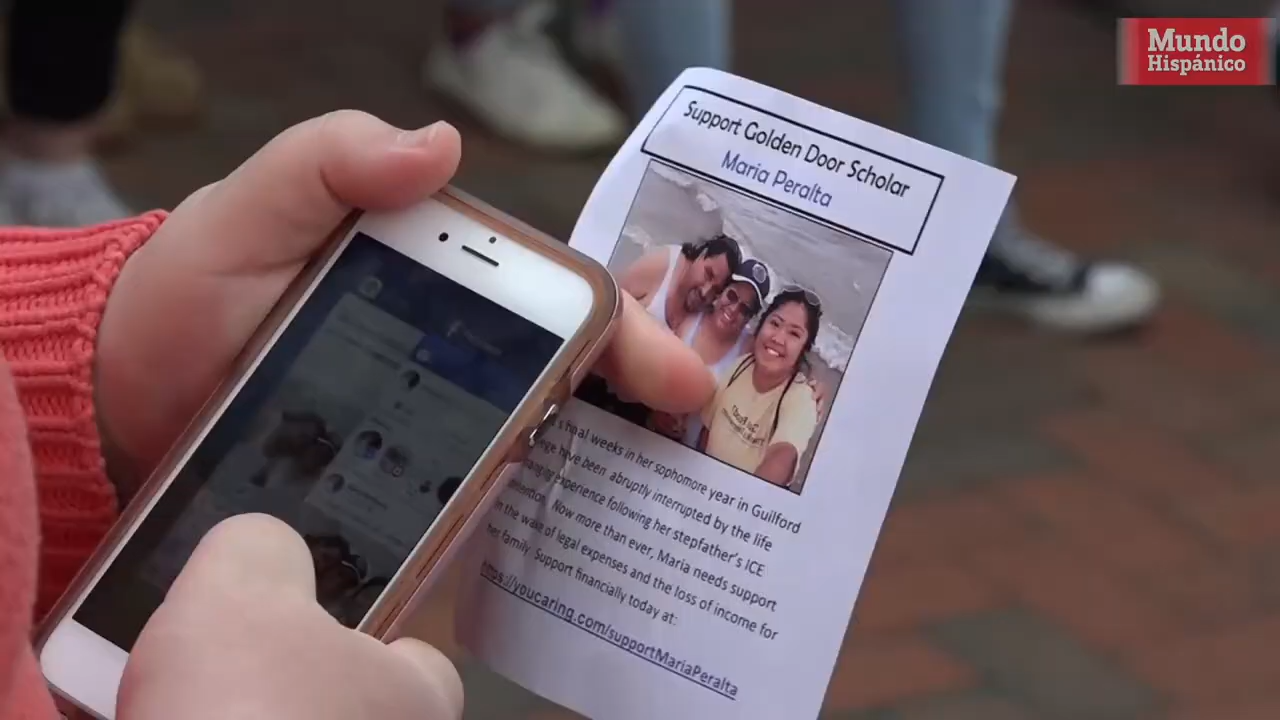 Mundo
Hispánico
Support Golden Door Scholar
Maria Peralta
weeks in her sophomore year in Guilford
have been abruptly interrupted by the life
experience following her stepfather's ICE
Now more than ever, Maria needs support
in the wake of legal expenses and the loss of income for
her family. Support financially today at:
https://youcaring.com/supportMariaPeralta